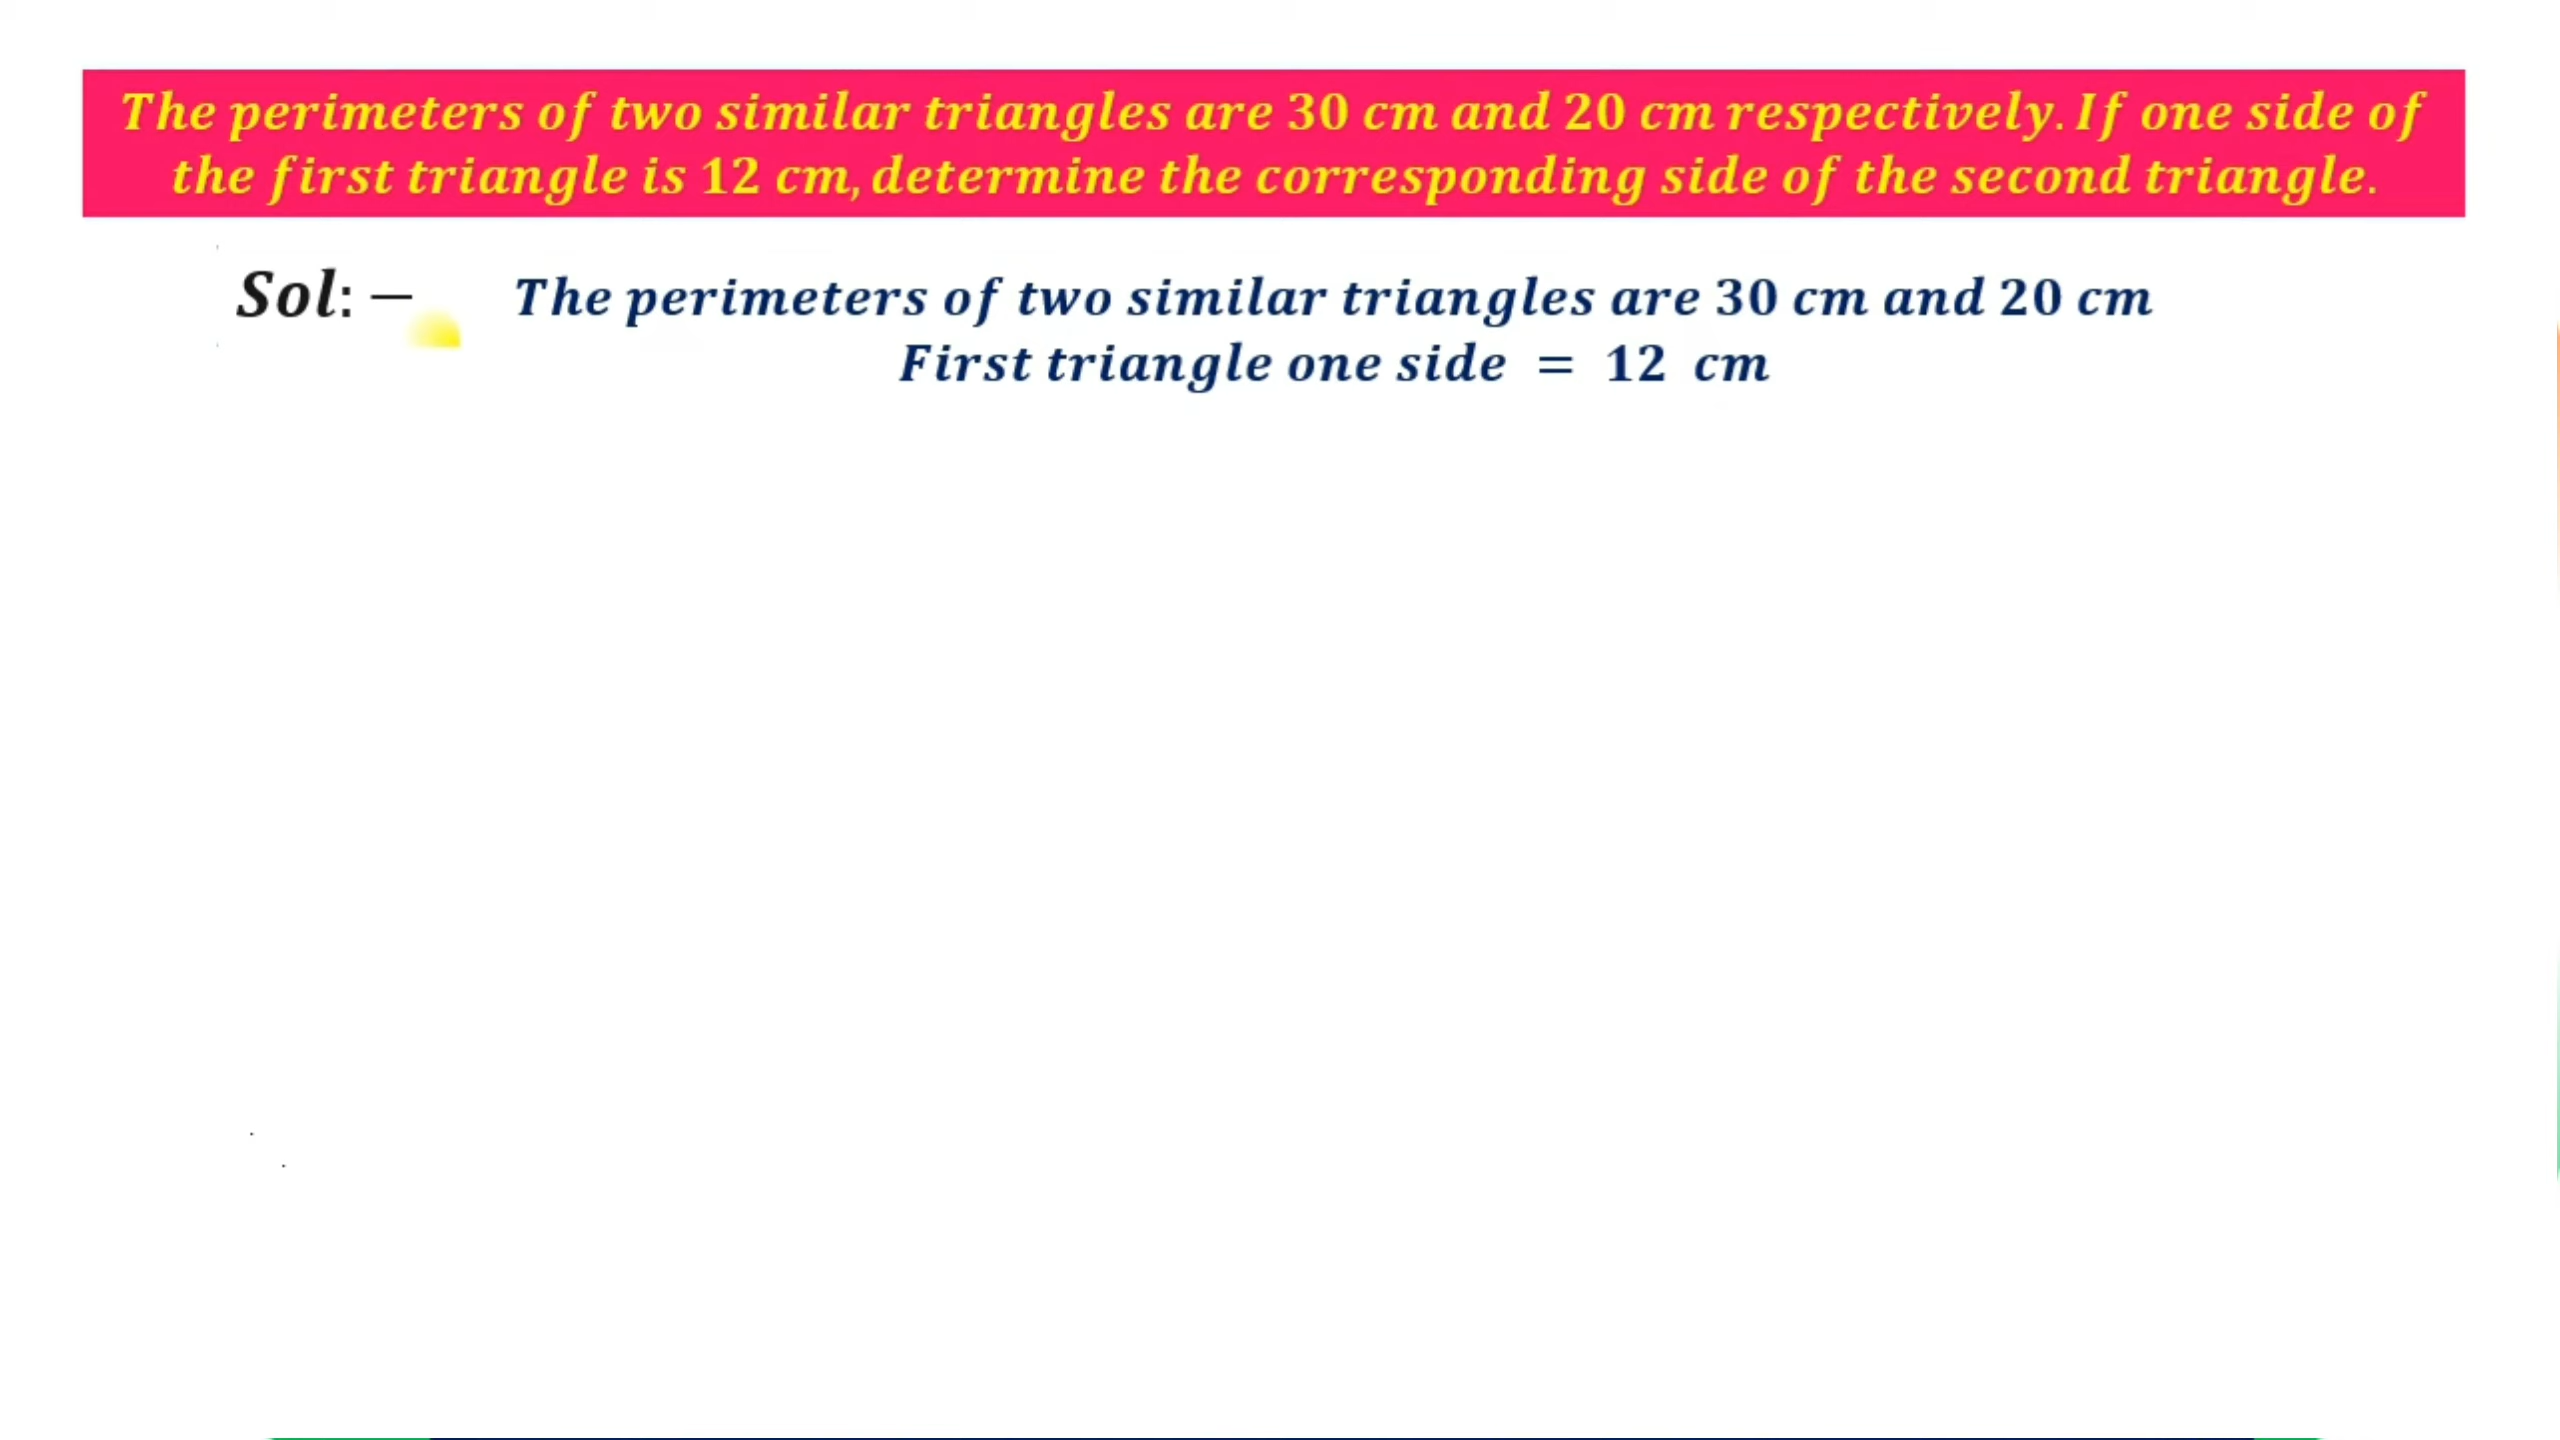 The perimeters of two similar triangles are 30 cm and 20 cm respectively. If one side of
the first triangle is 12 cm, determine the corresponding side of the second triangle.
Sol: − The perimeters of two similar triangles are 30 cm and 20 cm
First triangle one side = 12 cm